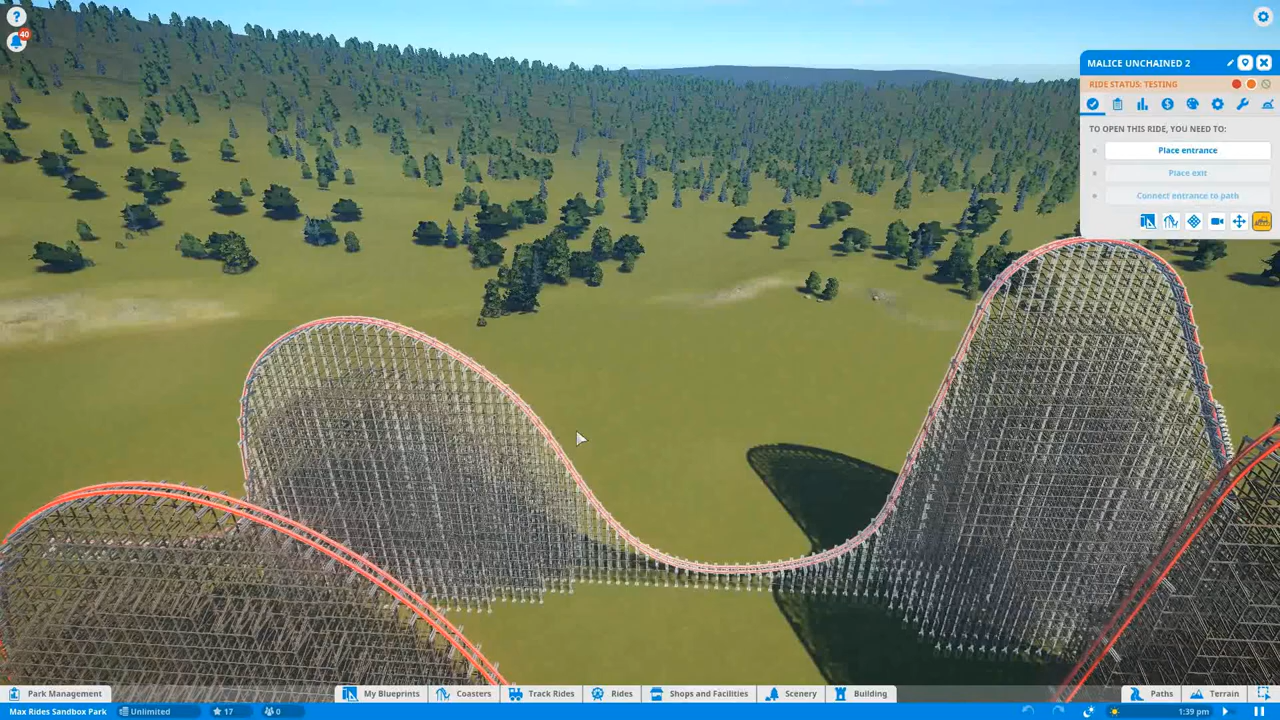 ?
40
MALICE UNCHAINED 2
RIDE STATUS: TESTING
TO OPEN THIS RIDE, YOU NEED TO:
Place entrance
Place exit
Connect entrance to path
Park Management
My Blueprints
Coasters
Track Rides
Rides
Shops and Facilities
Scenery
Building
Paths
Terrain
Max Rides Sandbox Park
Unlimited
17
0
1:39 pm